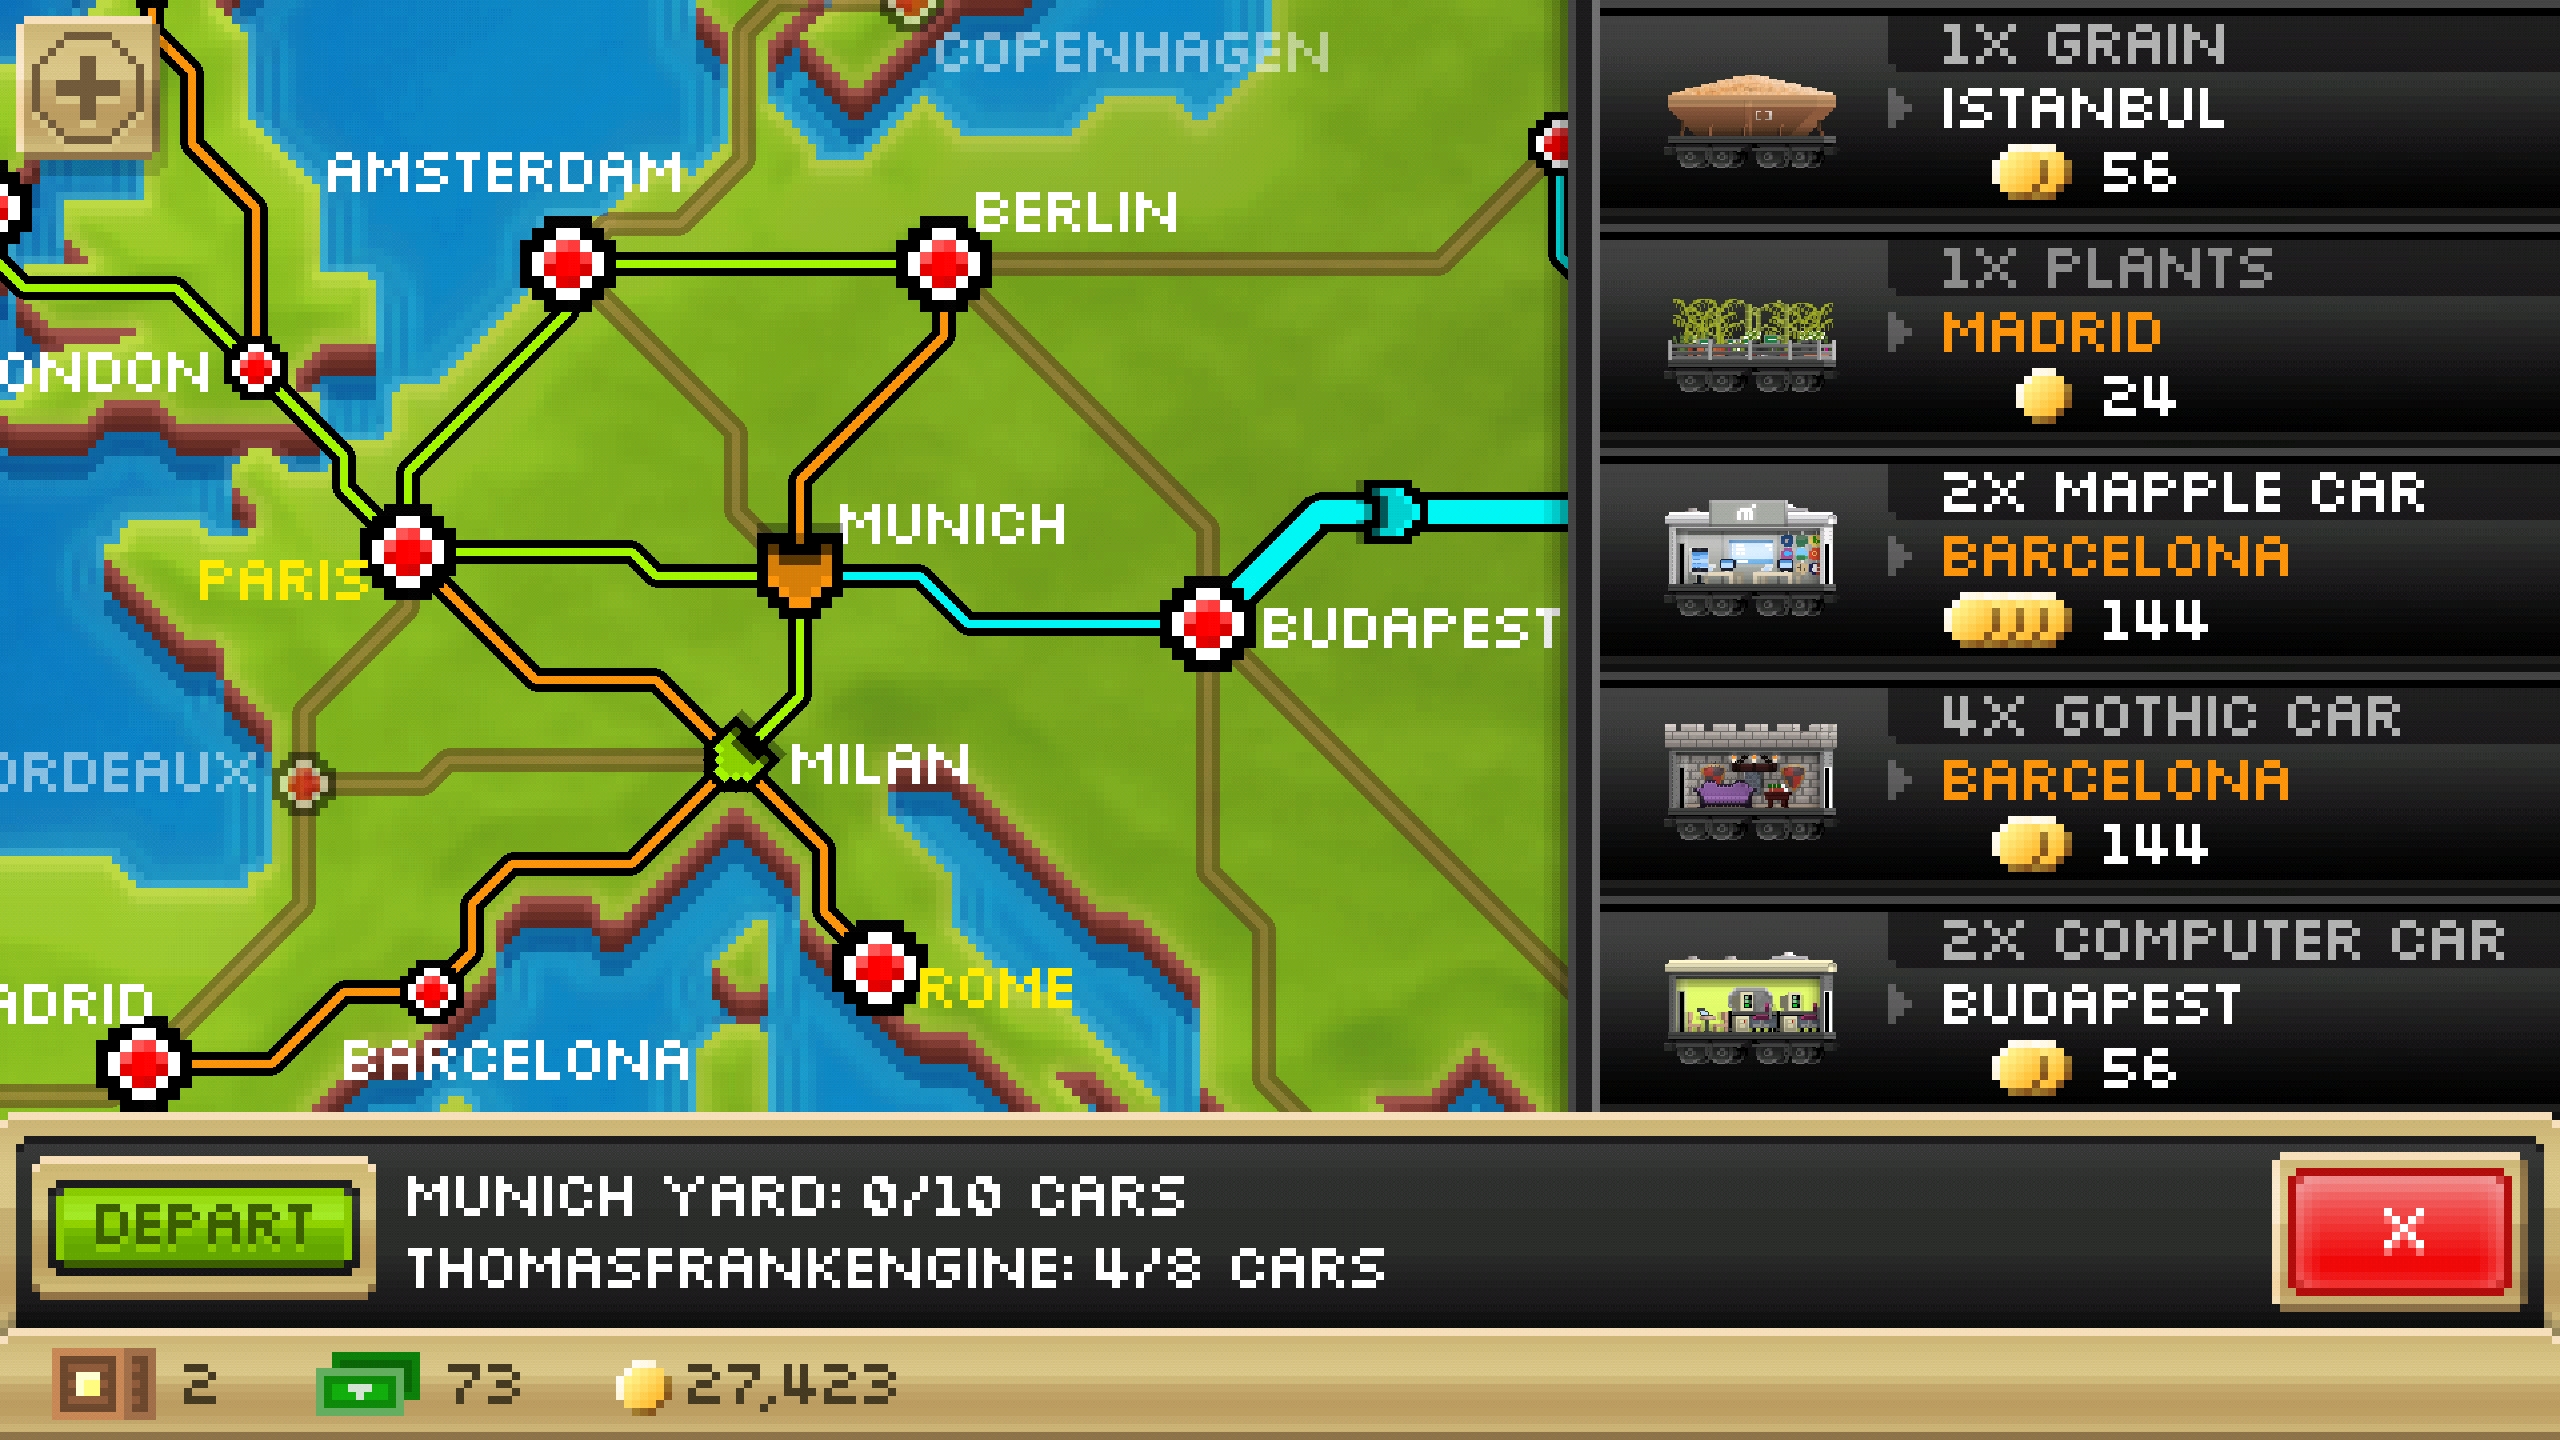 COPENHAGEN
AMSTERDAM
BERLIN
ONDON
MUNICH
PARIS
BUDAPEST
ORDEAUX
MILAN
ADRID
ROME
BARCELONA
1X GRAIN
ISTANBUL
56
1X PLANTS
MADRID
24
2X MAPPLE CAR
m
BARCELONA
144
4X GOTHIC CAR
BARCELONA
144
2X COMPUTER CAR
BUDAPEST
56
DEPART
MUNICH YARD: 0/10 CARS
THOMASFRANKENGINE: 4/8 CARS
X
2
73
27,423